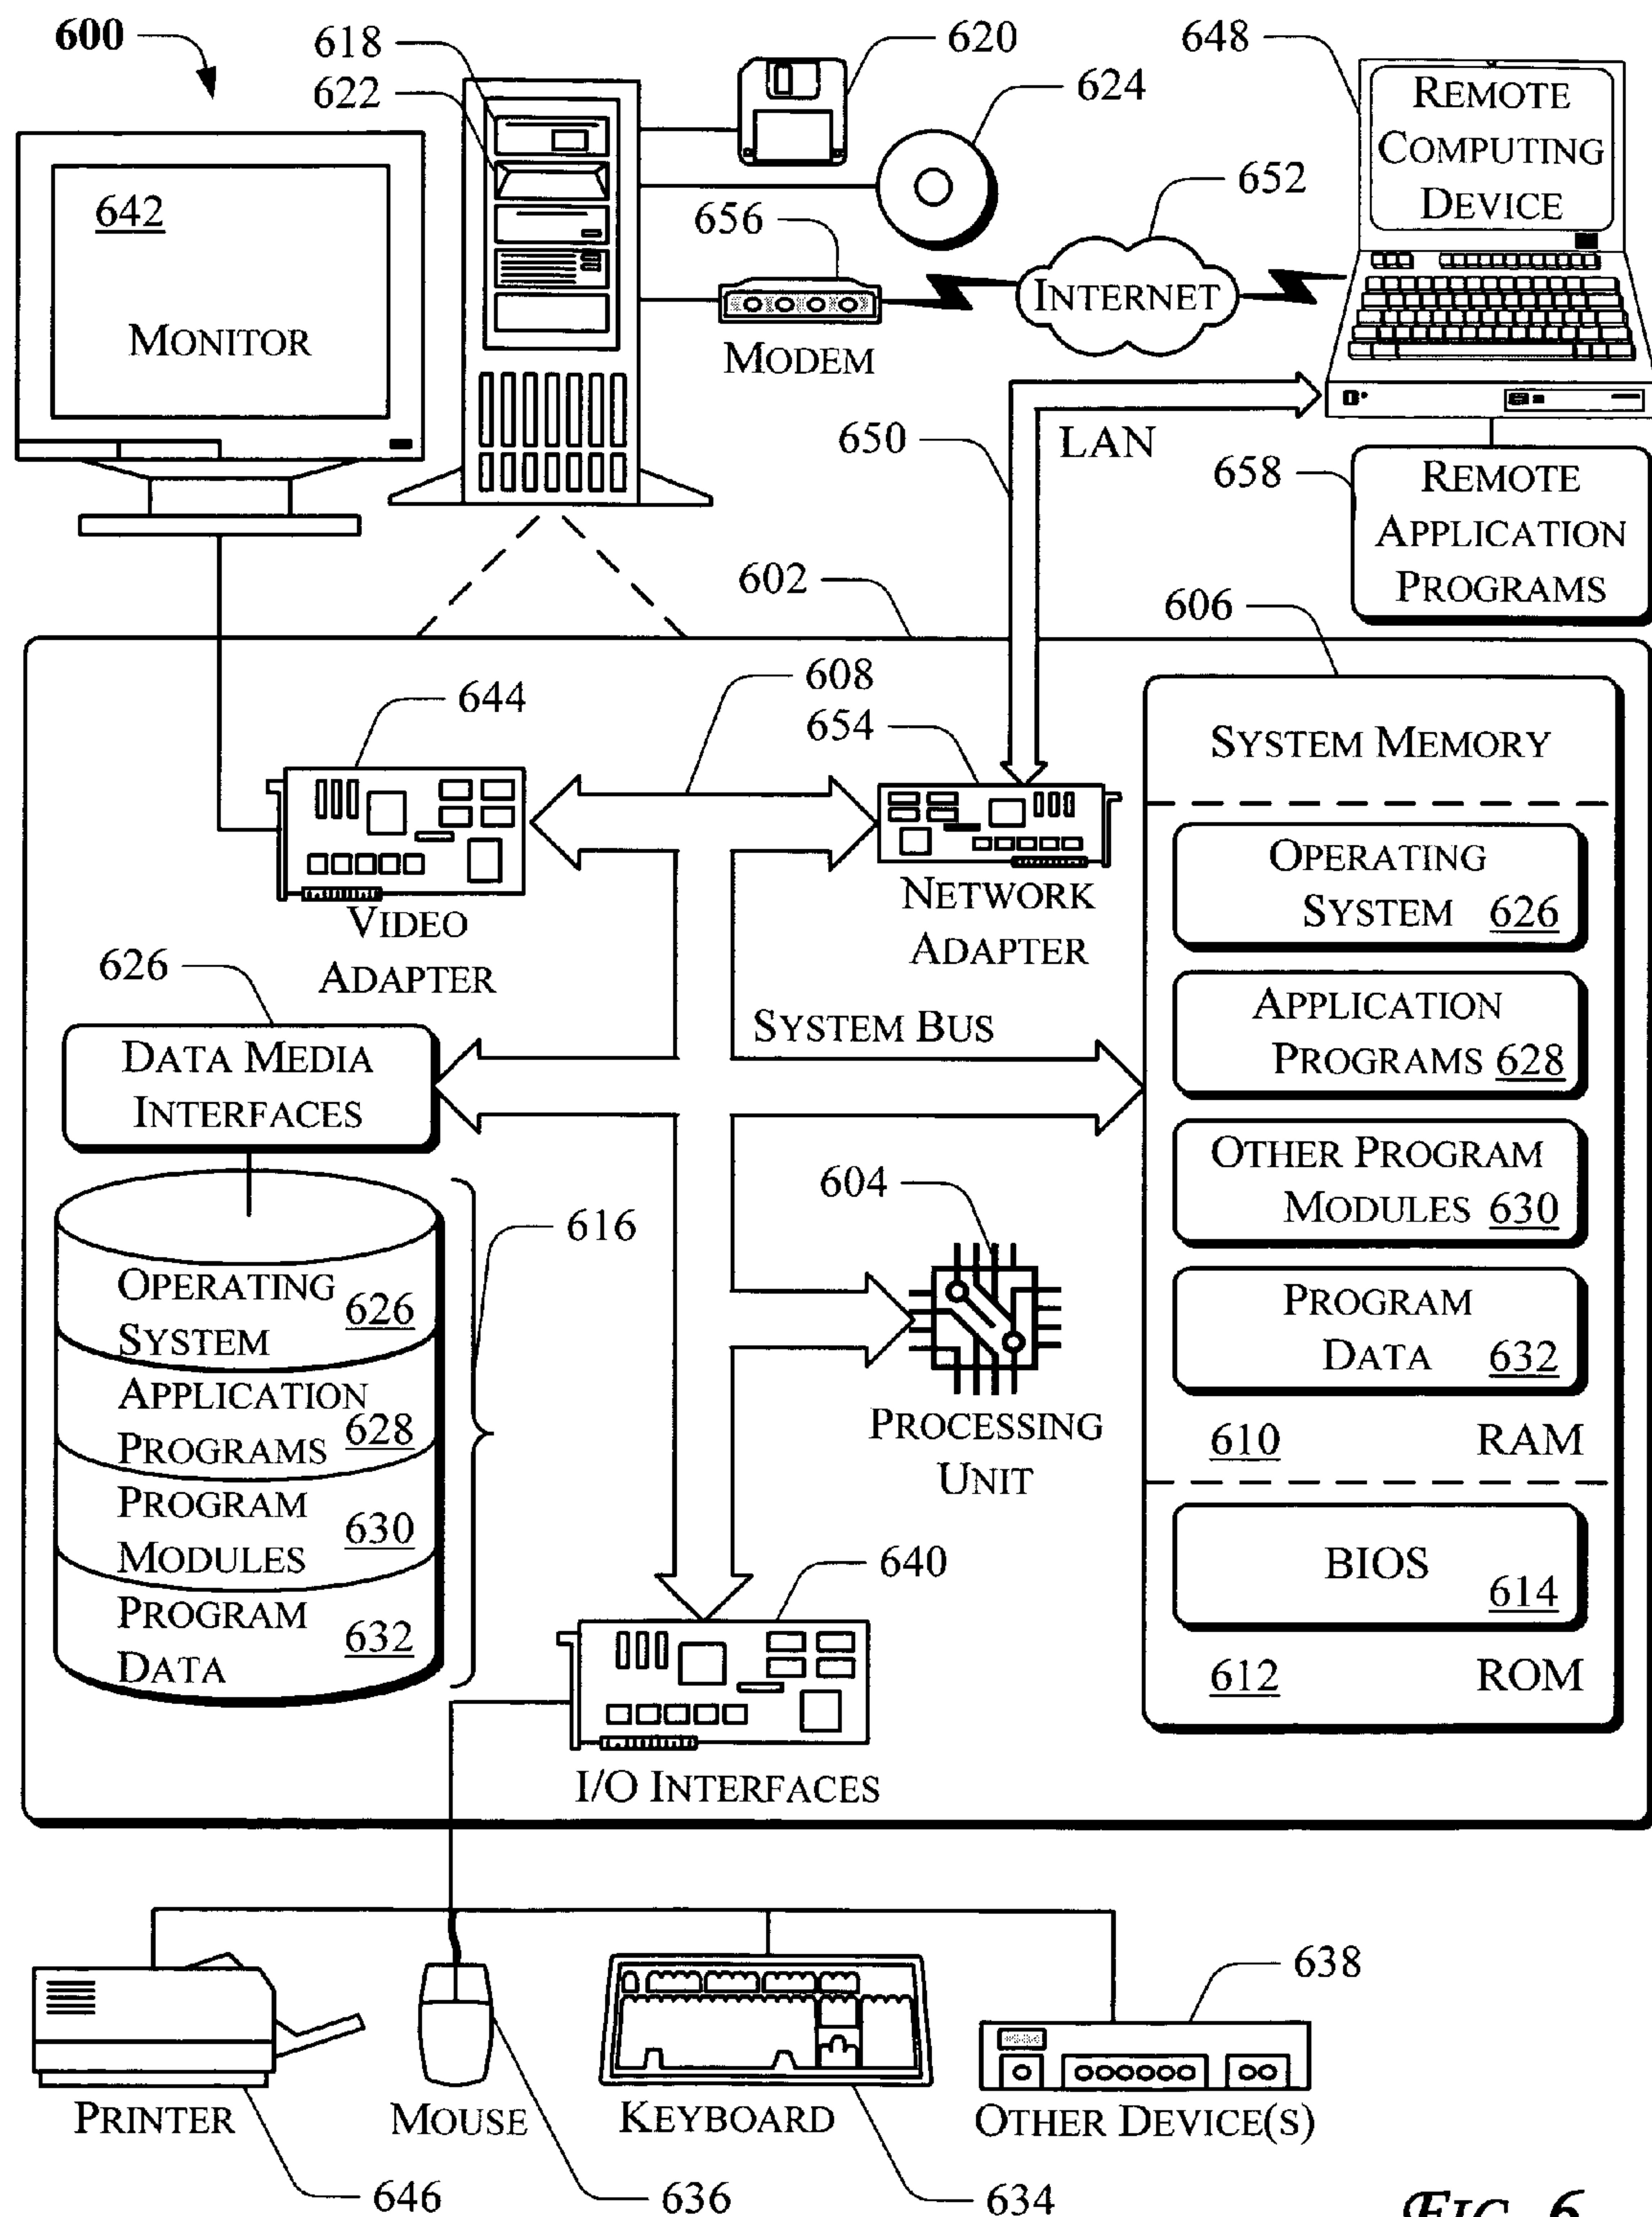 600
618
622
620
624
648
REMOTE
COMPUTING
DEVICE
642
MONITOR
656
MODEM
652
INTERNET
650
LAN
658
REMOTE
APPLICATION
PROGRAMS
602
606
644
608
654
SYSTEM MEMORY
VIDEO
ADAPTER
NETWORK
ADAPTER
OPERATING
SYSTEM 626
626
DATA MEDIA
INTERFACES
SYSTEM BUS
APPLICATION
PROGRAMS 628
OTHER PROGRAM
MODULES 630
604
616
PROCESSING
UNIT
PROGRAM
DATA 632
610 RAM
OPERATING
SYSTEM 626
APPLICATION
PROGRAMS 628
PROGRAM
MODULES 630
PROGRAM
DATA 632
640
I/O INTERFACES
BIOS
614
612 ROM
638
PRINTER
MOUSE
KEYBOARD
OTHER DEVICE(S)
646
636
634
FIG. 6